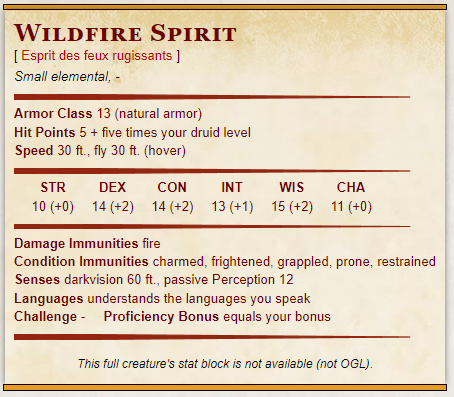 Wildfire Spirit
[ Esprit des feux rugissants ]
Small elemental, -
Armor Class 13 (natural armor)
Hit Points 5 + five times your druid level
Speed 30 ft., fly 30 ft. (hover)
STR DEX CON INT WIS CHA
10 (+0) 14 (+2) 14 (+2) 13 (+1) 15 (+2) 11 (+0)
Damage Immunities fire
Condition Immunities charmed, frightened, grappled, prone, restrained
Senses darkvision 60 ft., passive Perception 12
Languages understands the languages you speak
Challenge - Proficiency Bonus equals your bonus
This full creature's stat block is not available (not OGL).